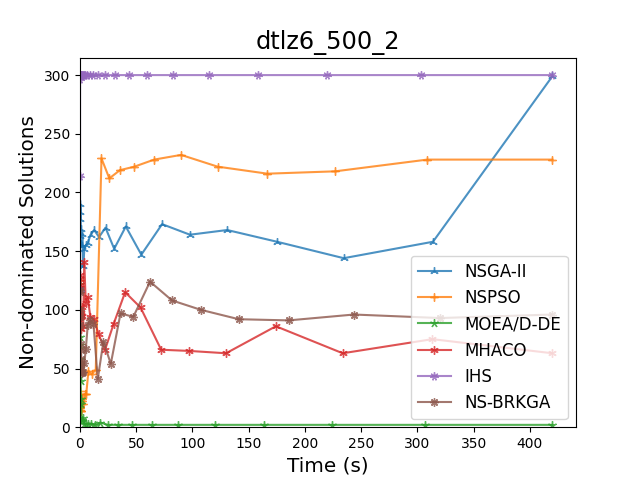 dtlz6_500_2
Non-dominated Solutions
300
250
200
150
100
50
0
0 50 100 150 200 250 300 350 400
Time (s)
NSGA-II
NSPSO
MOEA/D-DE
MHACO
IHS
NS-BRKGA